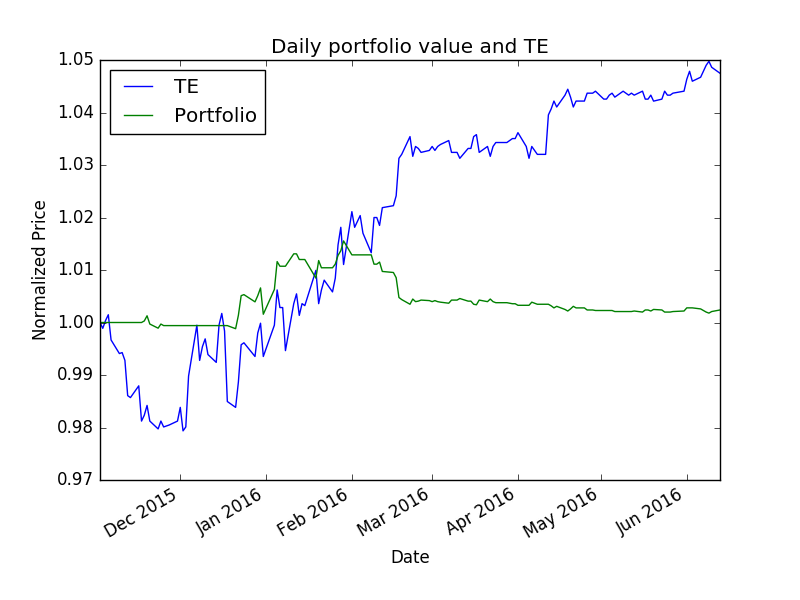 Daily portfolio value and TE
TE
Portfolio
1.05
1.04
1.03
1.02
1.01
1.00
0.99
0.98
0.97
Normalized Price
Dec 2015
Jan 2016
Feb 2016
Mar 2016
Apr 2016
May 2016
Jun 2016
Date